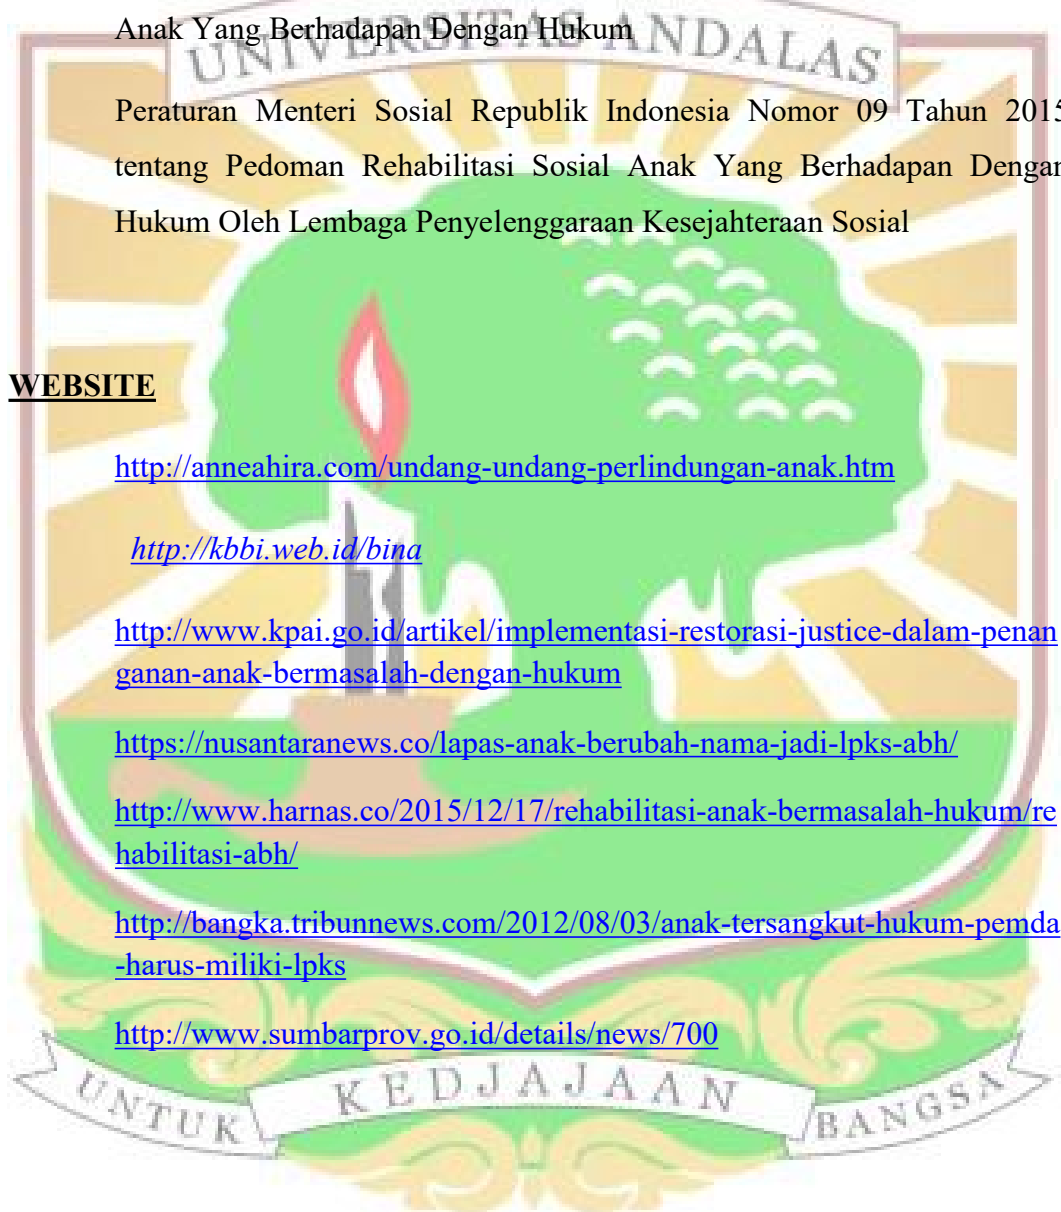 Anak Yang Berhadapan Dengan Hukum
UNIVERSITAS ANDALAS
Peraturan Menteri Sosial Republik Indonesia Nomor 09 Tahun 2015
tentang Pedoman Rehabilitasi Sosial Anak Yang Berhadapan Dengan
Hukum Oleh Lembaga Penyelenggaraan Kesejahteraan Sosial
WEBSITE
http://anneahira.com/undang-undang-perlindungan-anak.htm
http://kbbi.web.id/bina
http://www.kpai.go.id/artikel/implementasi-restorasi-justice-dalam-penan
ganan-anak-bermasalah-dengan-hukum
https://nusantaranews.co/lapas-anak-berubah-nama-jadi-lpks-abh/
http://www.harnas.co/2015/12/17/rehabilitasi-anak-bermasalah-hukum/re
habilitasi-abh/
http://bangka.tribunnews.com/2012/08/03/anak-tersangkut-hukum-pemda
-harus-miliki-lpks
http://www.sumbarprov.go.id/details/news/700
UNTUK KEDJAJAAN BANGSA